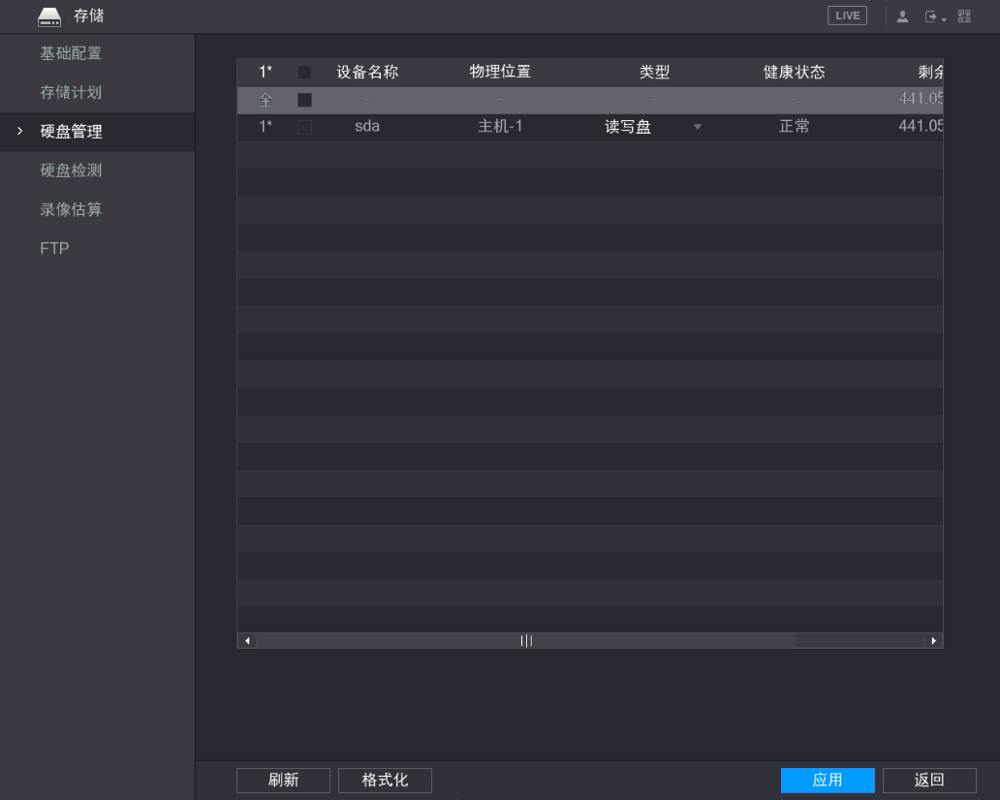 存储 LIVE
基础配置
存储计划
硬盘管理
硬盘检测
录像估算
FTP
1* 设备名称 物理位置 类型 健康状态 剩余
全 - - - - 441.05
1* sda 主机-1 读写盘 正常 441.05
刷新 格式化 应用 返回